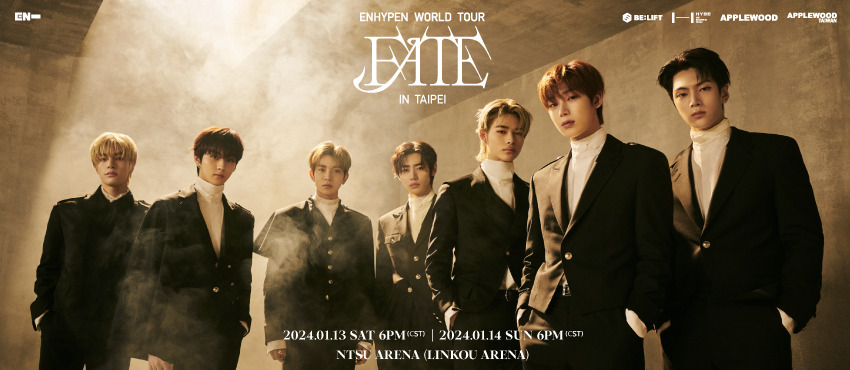 EN-
ENHYPEN WORLD TOUR
FATE
IN TAIPEI
BE:LIFT HYBE APPLEWOOD APPLEWOOD
TAIWAN
2024.01.13 SAT 6PM (CST) | 2024.01.14 SUN 6PM (CST)
NTSU ARENA (LINKOU ARENA)